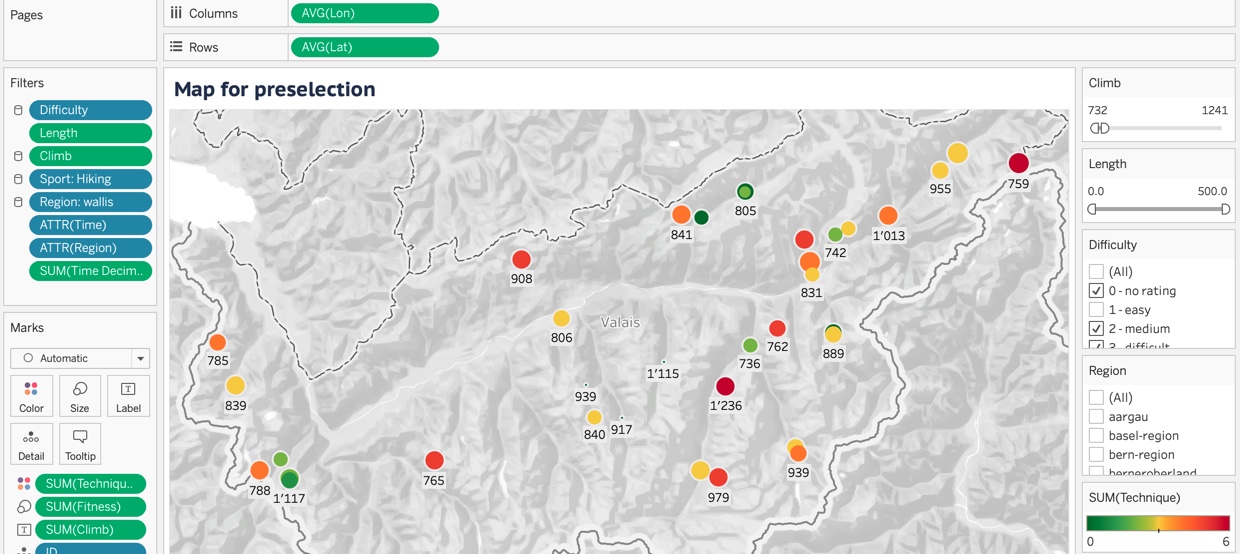 Pages
Columns
AVG(Lon)
Rows
AVG(Lat)
Filters
Difficulty
Length
Climb
Sport: Hiking
Region: wallis
ATTR(Time)
ATTR(Region)
SUM(Time Decim..
Marks
Automatic
Color
Size
Label
Detail
Tooltip
SUM(Techniqu..
SUM(Fitness)
SUM(Climb)
ID
Map for preselection
955
759
805
841
1’013
742
908
831
806
Valais
785
762
889
736
1’115
839
939
1’236
840
917
939
765
788
1’117
979
Climb
732 1241
Length
0.0 500.0
Difficulty
(All)
0 - no rating
1 - easy
2 - medium
3 - difficult
Region
(All)
aargau
basel-region
bern-region
berneroberland
SUM(Technique)
0 6